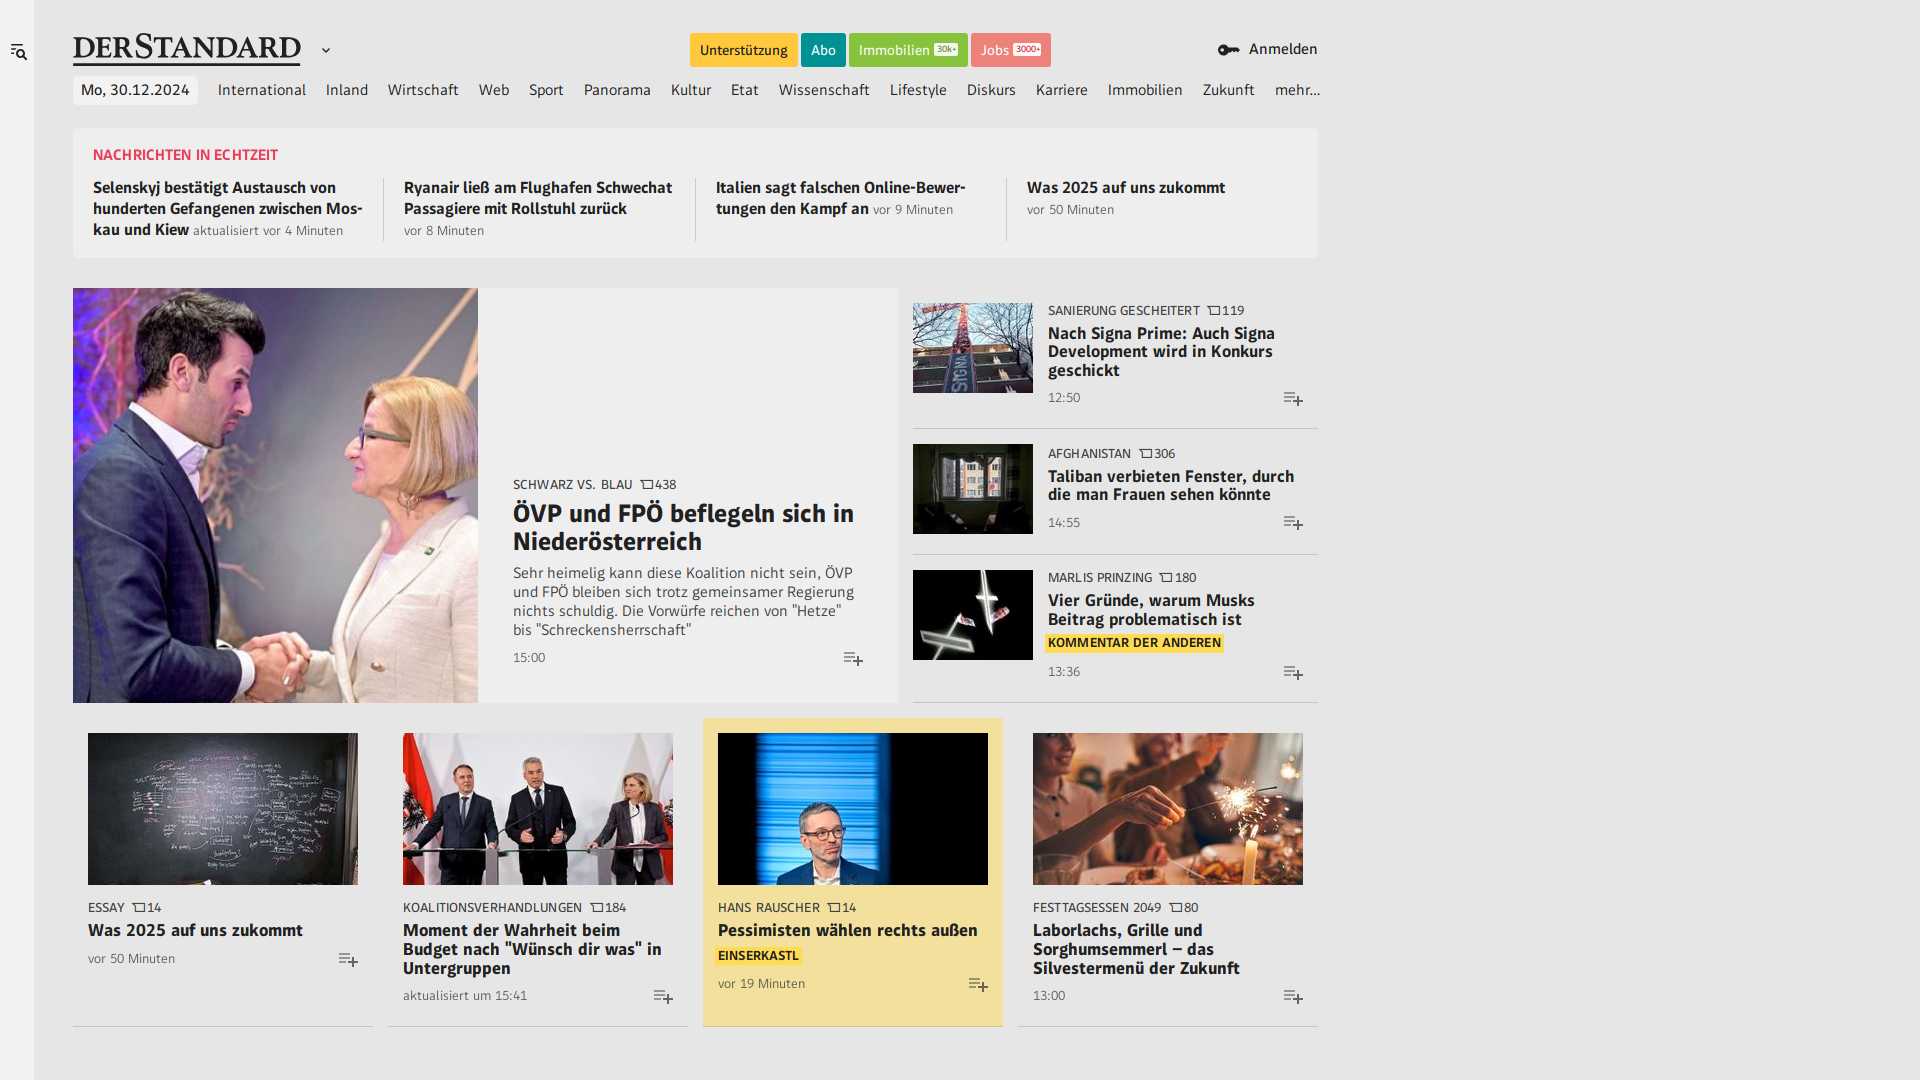 DERSTANDARD
Unterstützung
Abo
Immobilien 30k+
Jobs 3000+
Anmelden
Mo, 30.12.2024
International
Inland
Wirtschaft
Web
Sport
Panorama
Kultur
Etat
Wissenschaft
Lifestyle
Diskurs
Karriere
Immobilien
Zukunft
mehr...
NACHRICHTEN IN ECHTZEIT
Selenskyj bestätigt Austausch von
hunderten Gefangenen zwischen Mos-
kau und Kiew aktualisiert vor 4 Minuten
Ryanair ließ am Flughafen Schwechat
Passagiere mit Rollstuhl zurück
vor 8 Minuten
Italien sagt falschen Online-Bewer-
tungen den Kampf an vor 9 Minuten
Was 2025 auf uns zukommt
vor 50 Minuten
SCHWARZ VS. BLAU 438
ÖVP und FPÖ beflegeln sich in
Niederösterreich
Sehr heimelig kann diese Koalition nicht sein, ÖVP
und FPÖ bleiben sich trotz gemeinsamer Regierung
nichts schuldig. Die Vorwürfe reichen von "Hetze"
bis "Schreckensherrschaft"
15:00
SIGNA
SANIERUNG GESCHEITERT 119
Nach Signa Prime: Auch Signa
Development wird in Konkurs
geschickt
12:50
AFGHANISTAN 306
Taliban verbieten Fenster, durch
die man Frauen sehen könnte
14:55
MARLIS PRINZING 180
Vier Gründe, warum Musks
Beitrag problematisch ist
KOMMENTAR DER ANDEREN
13:36
ESSAY 14
Was 2025 auf uns zukommt
vor 50 Minuten
KOALITIONSVERHANDLUNGEN 184
Moment der Wahrheit beim
Budget nach "Wünsch dir was" in
Untergruppen
aktualisiert um 15:41
HANS RAUSCHER 14
Pessimisten wählen rechts außen
EINSERKASTL
vor 19 Minuten
FESTTAGSESSEN 2049 80
Laborlachs, Grille und
Sorghumsemmerl – das
Silvestermenü der Zukunft
13:00